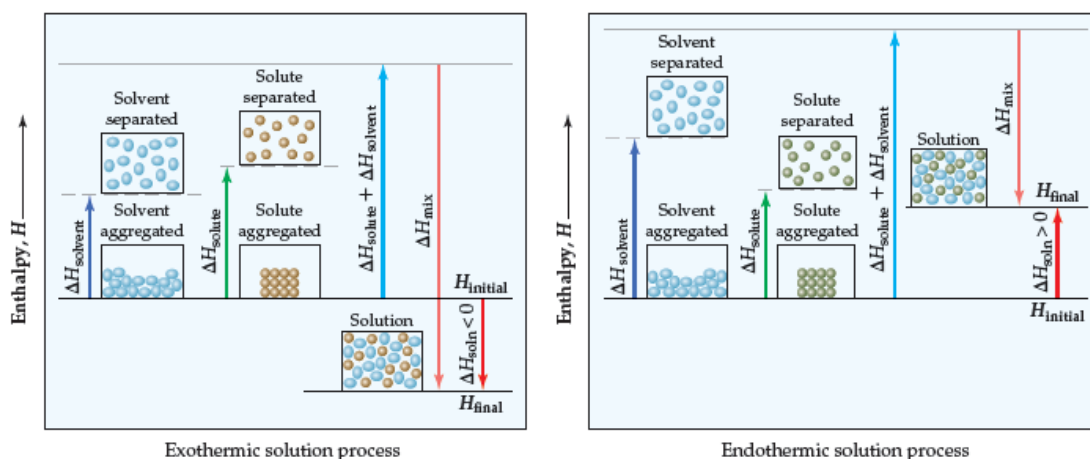 Enthalpy, H
Solvent
separated
Solute
separated
Solvent
aggregated
Solute
aggregated
ΔHsolvent
ΔHsolute
ΔHsolute + ΔHsolvent
ΔHmix
Hinitial
Solution
ΔHsoln < 0
Hfinal
Exothermic solution process
Enthalpy, H
Solvent
separated
Solute
separated
Solvent
aggregated
Solute
aggregated
ΔHsolvent
ΔHsolute
ΔHsolute + ΔHsolvent
ΔHmix
Solution
Hfinal
ΔHsoln > 0
Hinitial
Endothermic solution process